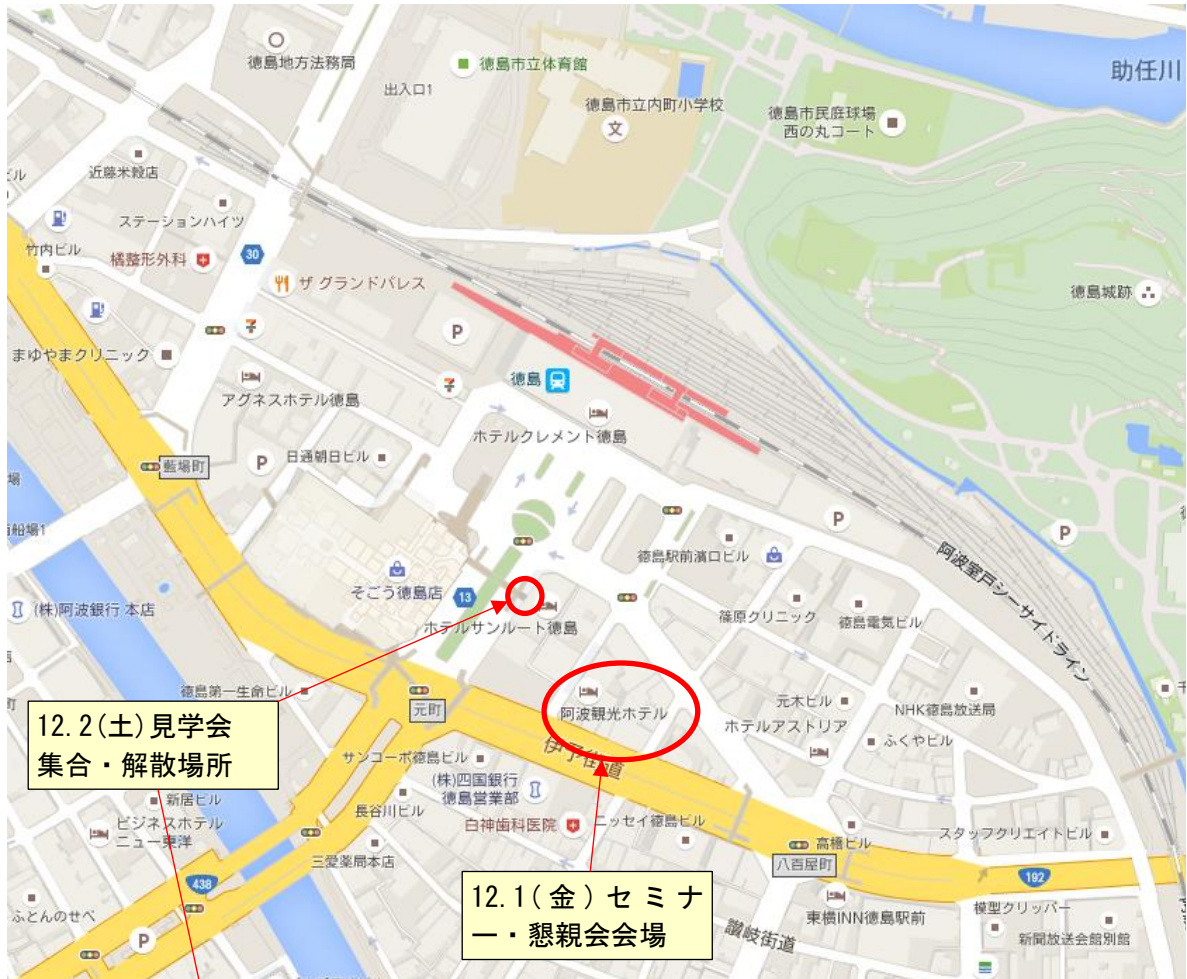 徳島地方法務局
徳島市立体育館
出入口1
徳島市立内町小学校
文
徳島市民庭球場
西の丸コート
助任川
近藤米穀店
ステーションハイツ
竹内ビル
橘整形外科
30
ザ グランドパレス
徳島城跡
P
まゆやまクリニック
アグネスホテル徳島
徳島
ホテルクレメント徳島
藍場町
P
日通朝日ビル
P
P
船場1
徳島駅前濱口ビル
阿波室戸シーサイドライン
(株)阿波銀行 本店
そごう徳島店
13
ホテルサンルート徳島
篠原クリニック
徳島電気ビル
徳島第一生命ビル
元町
阿波観光ホテル
元木ビル
NHK徳島放送局
ホテルアストリア
ふくやビル
12.2(土)見学会
集合・解散場所
伊予街道
サンコーポ徳島ビル
(株)四国銀行
徳島営業部
新居ビル
長谷川ビル
白神歯科医院
ニッセイ徳島ビル
ビジネスホテル
ニュー東洋
三愛薬局本店
高橋ビル
スタッフクリエイトビル
八百屋町
438
192
12.1(金)セミナ
ー・懇親会会場
ふとんのせべ
P
東横INN徳島駅前
模型クリッパー
讃岐街道
新聞放送会館別館